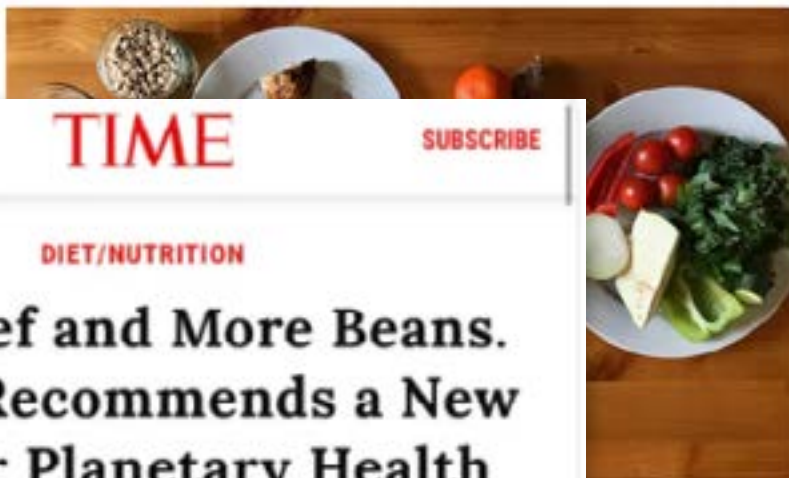 TIME
SUBSCRIBE
DIET/NUTRITION
ef and More Beans.
Recommends a New
r Planetary Health